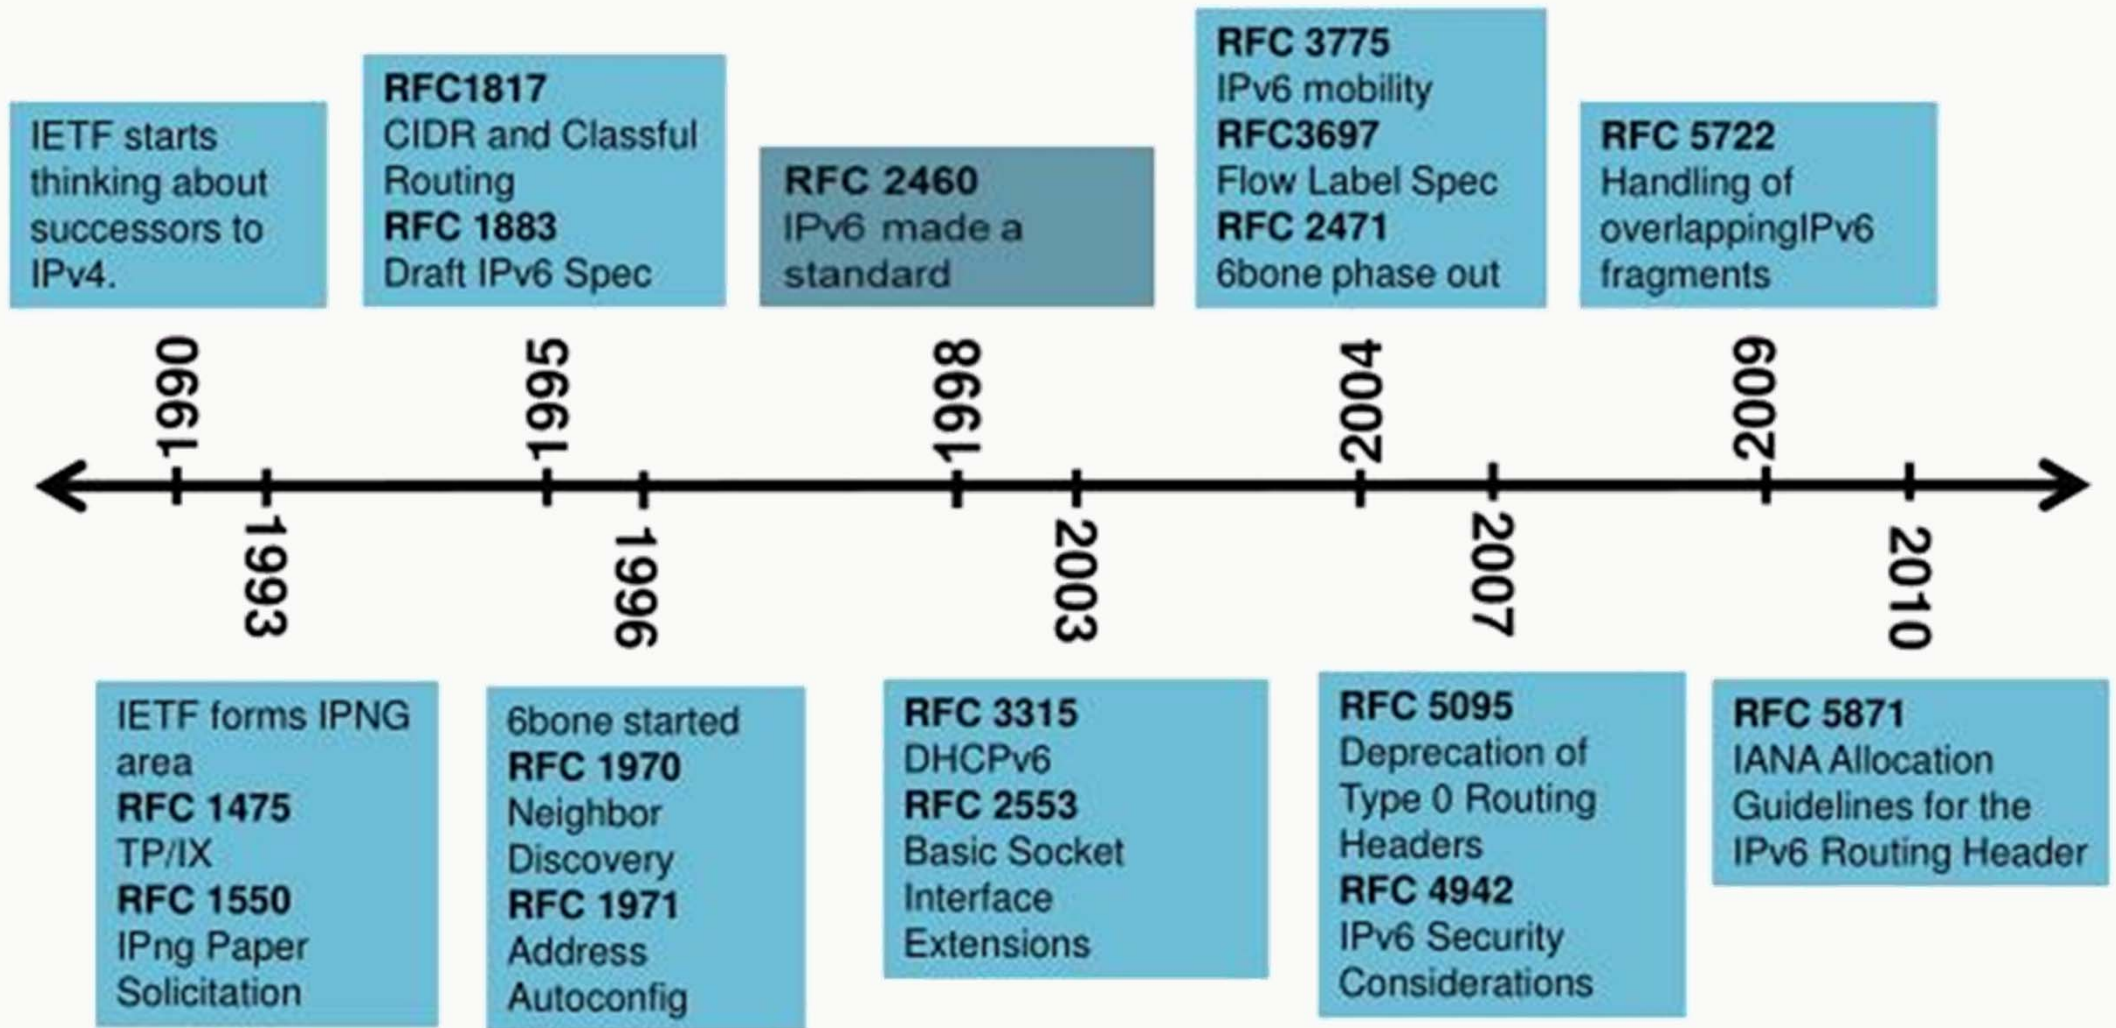 IETF starts
thinking about
successors to
IPv4.
RFC1817
CIDR and Classful
Routing
RFC 1883
Draft IPv6 Spec
RFC 2460
IPv6 made a
standard
RFC 3775
IPv6 mobility
RFC3697
Flow Label Spec
RFC 2471
6bone phase out
RFC 5722
Handling of
overlappingIPv6
fragments
1990
1995
1998
2004
2009
1993
1996
2003
2007
2010
IETF forms IPNG
area
RFC 1475
TP/IX
RFC 1550
IPng Paper
Solicitation
6bone started
RFC 1970
Neighbor
Discovery
RFC 1971
Address
Autoconfig
RFC 3315
DHCPv6
RFC 2553
Basic Socket
Interface
Extensions
RFC 5095
Deprecation of
Type 0 Routing
Headers
RFC 4942
IPv6 Security
Considerations
RFC 5871
IANA Allocation
Guidelines for the
IPv6 Routing Header